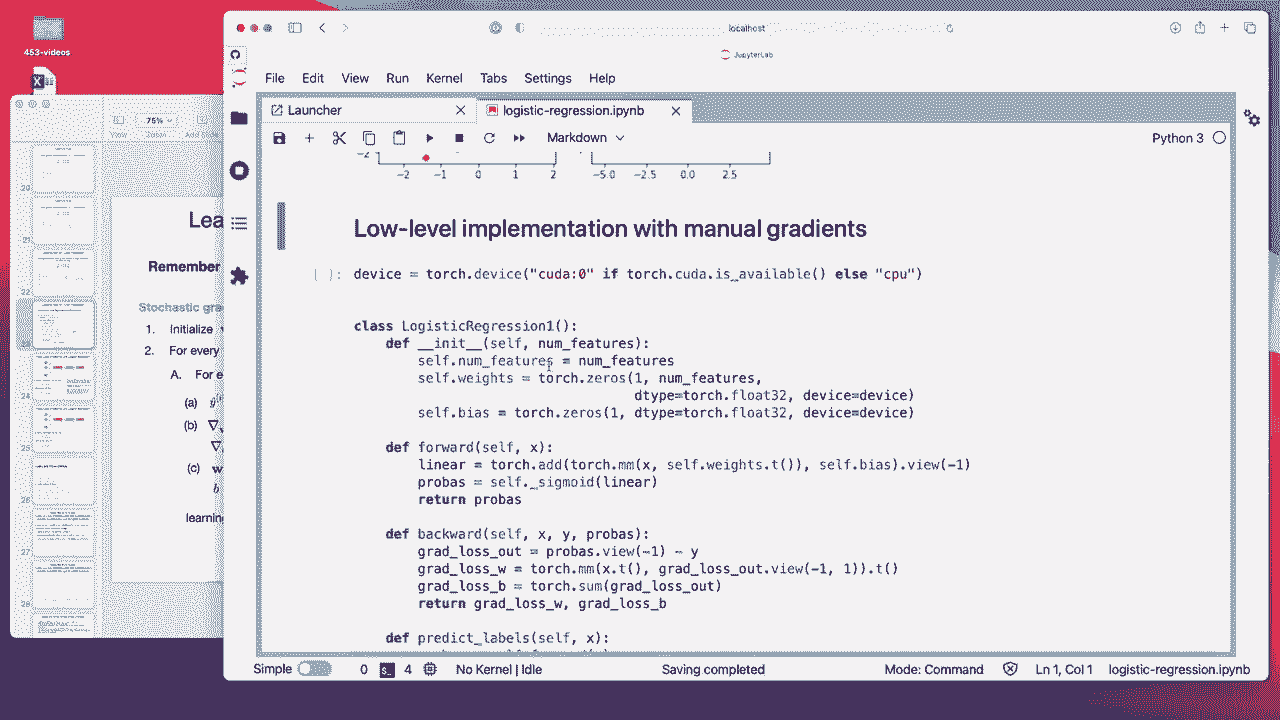 453-videos
localhost
JupyterLab
File Edit View Run Kernel Tabs Settings Help
Launcher
logistic-regression.ipynb
Markdown
Python 3
75%
View Zoom
−2
−2 −1 0 1 2
−5.0 −2.5 0.0 2.5
Low-level implementation with manual gradients
[ ]: device = torch.device("cuda:0" if torch.cuda.is_available() else "cpu")
class LogisticRegression1():
def __init__(self, num_features):
self.num_features = num_features
self.weights = torch.zeros(1, num_features,
dtype=torch.float32, device=device)
self.bias = torch.zeros(1, dtype=torch.float32, device=device)
def forward(self, x):
linear = torch.add(torch.mm(x, self.weights.t()), self.bias).view(-1)
probas = self._sigmoid(linear)
return probas
def backward(self, x, y, probas):
grad_loss_out = probas.view(-1) - y
grad_loss_w = torch.mm(x.t(), grad_loss_out.view(-1, 1)).t()
grad_loss_b = torch.sum(grad_loss_out)
return grad_loss_w, grad_loss_b
def predict_labels(self, x):
Lea
Remember
Stochastic gra
1. Initialize
2. For every
A. For e
(a)
(b)
(c) w
b
learning
24
27
28
Simple 0 4 No Kernel | Idle Saving completed Mode: Command Ln 1, Col 1 logistic-regression.ipynb